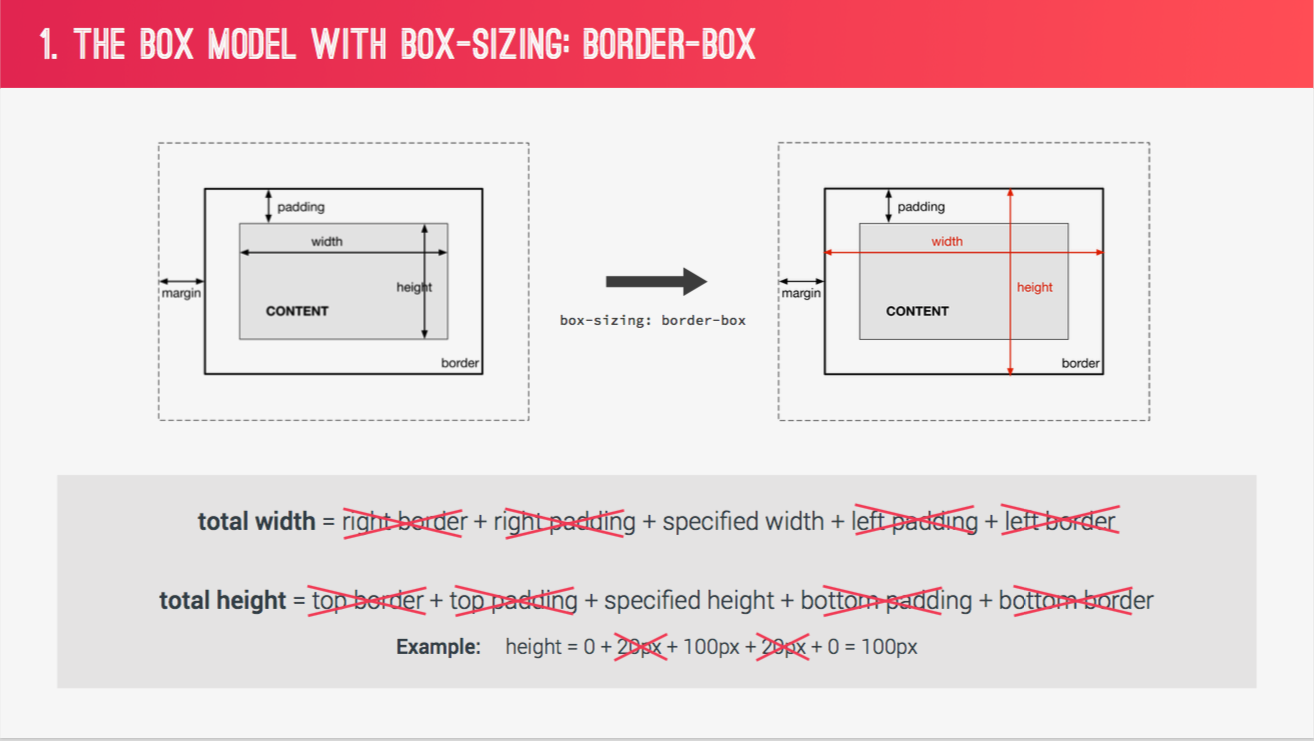 1. THE BOX MODEL WITH BOX-SIZING: BORDER-BOX
padding
width
height
margin
CONTENT
border
box-sizing: border-box
padding
width
height
margin
CONTENT
border
total width = right border + right padding + specified width + left padding + left border
total height = top border + top padding + specified height + bottom padding + bottom border
Example: height = 0 + 20px + 100px + 20px + 0 = 100px